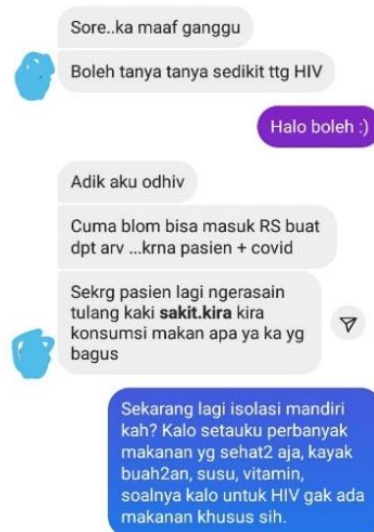 Sore..ka maaf ganggu
Boleh tanya tanya sedikit ttg HIV
Halo boleh :)
Adik aku odhiv
Cuma blom bisa masuk RS buat
dpt arv ...krna pasien + covid
Sekrg pasien lagi ngerasain
tulang kaki sakit.kira kira
konsumsi makan apa ya ka yg
bagus
Sekarang lagi isolasi mandiri
kah? Kalo setauku perbanyak
makanan yg sehat2 aja, kayak
buah2an, susu, vitamin,
soalnya kalo untuk HIV gak ada
makanan khusus sih.